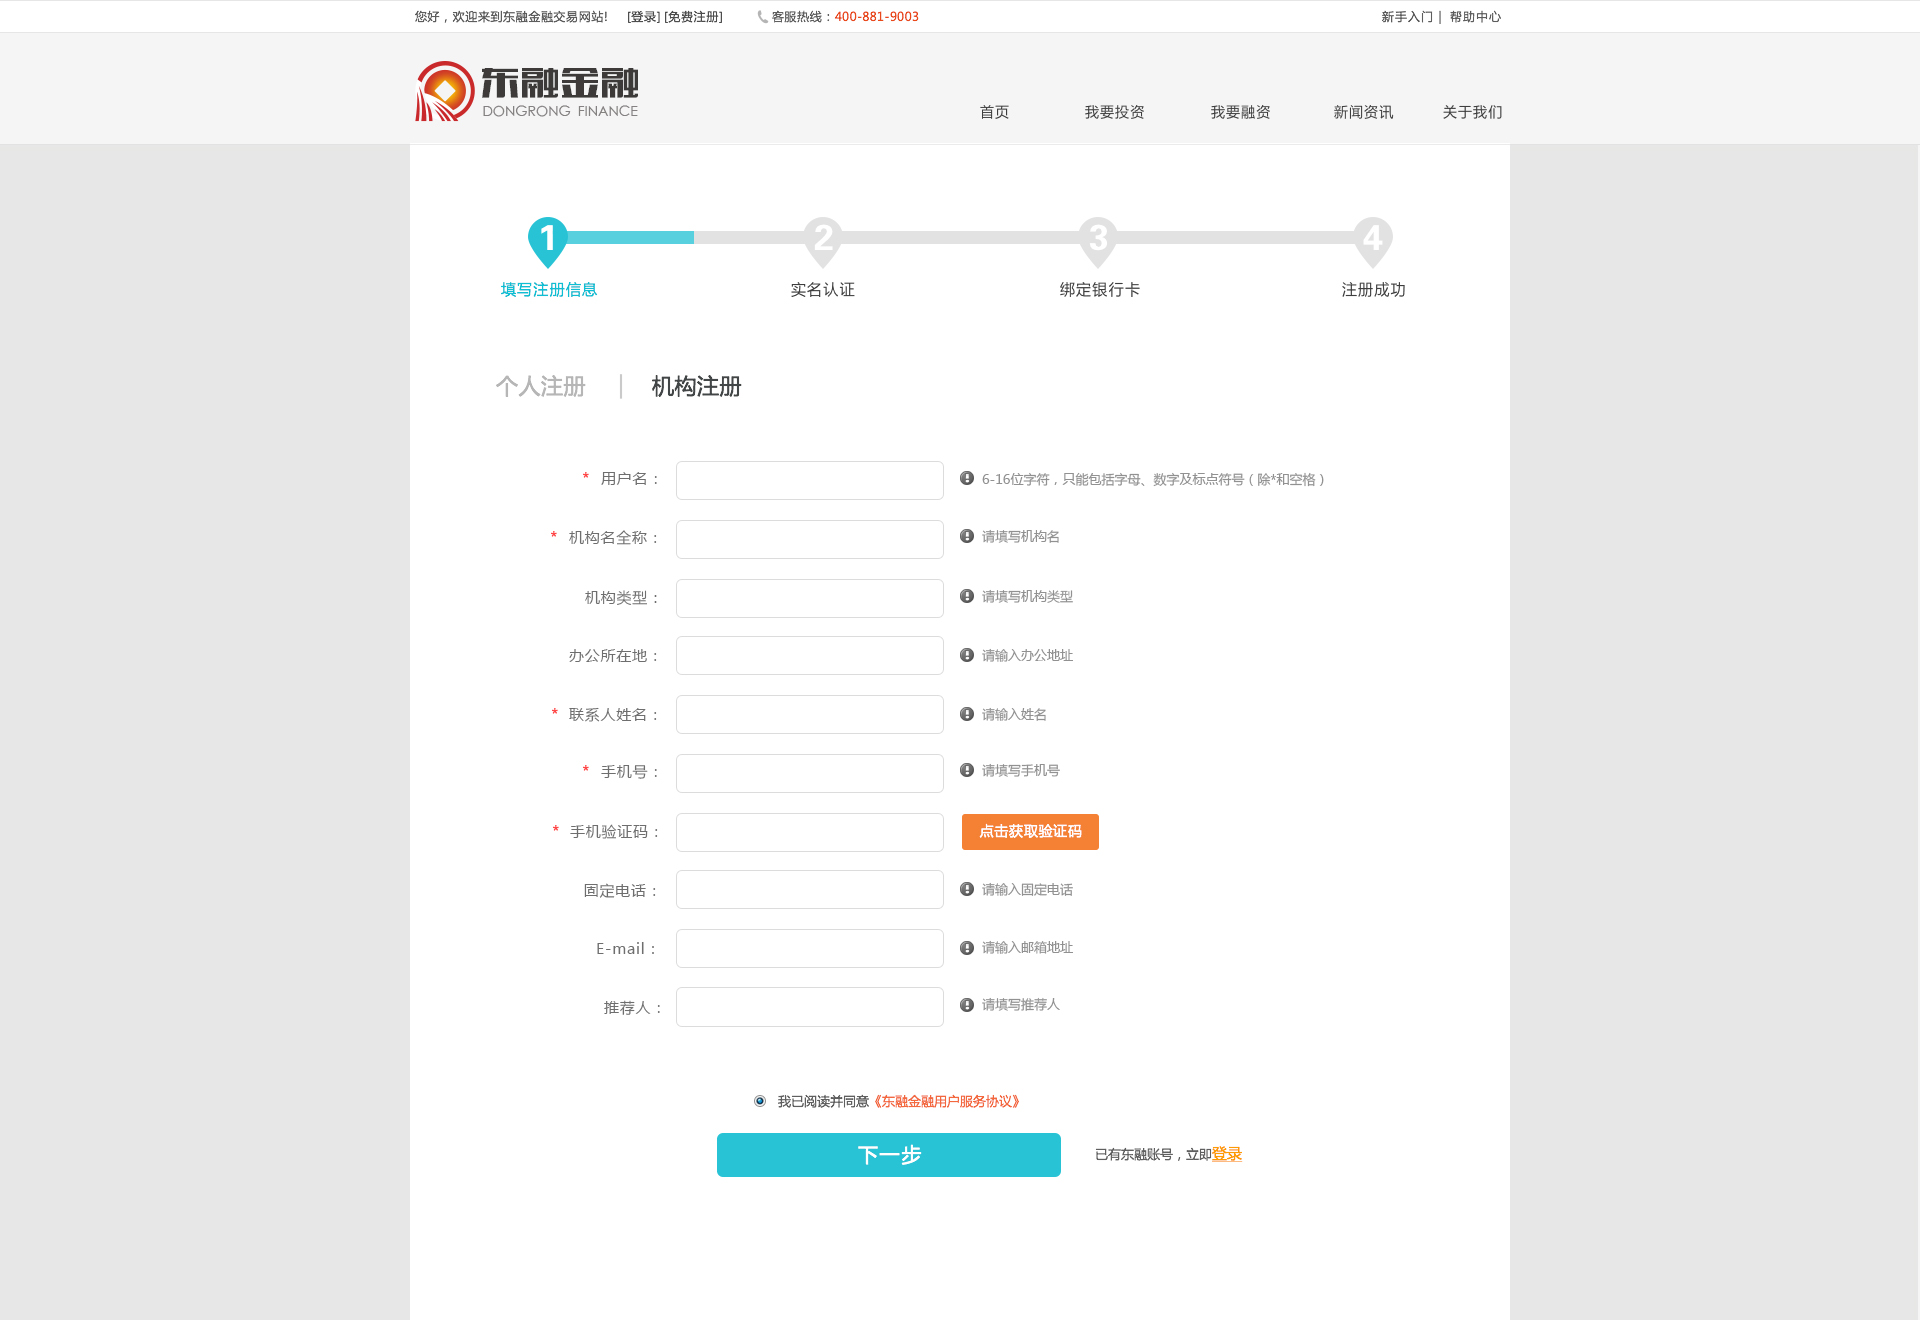 您好，欢迎来到东融金融交易网站! [登录] [免费注册] 客服热线：400-881-9003 新手入门 | 帮助中心
东融金融
DONGRONG FINANCE
首页 我要投资 我要融资 新闻资讯 关于我们
1 2 3 4
填写注册信息 实名认证 绑定银行卡 注册成功
个人注册 | 机构注册
* 用户名： 6-16位字符，只能包括字母、数字及标点符号（除*和空格）
* 机构名全称： 请填写机构名
机构类型： 请填写机构类型
办公所在地： 请输入办公地址
* 联系人姓名： 请输入姓名
* 手机号： 请填写手机号
* 手机验证码： 点击获取验证码
固定电话： 请输入固定电话
E-mail： 请输入邮箱地址
推荐人： 请填写推荐人
我已阅读并同意《东融金融用户服务协议》
下一步 已有东融账号，立即登录